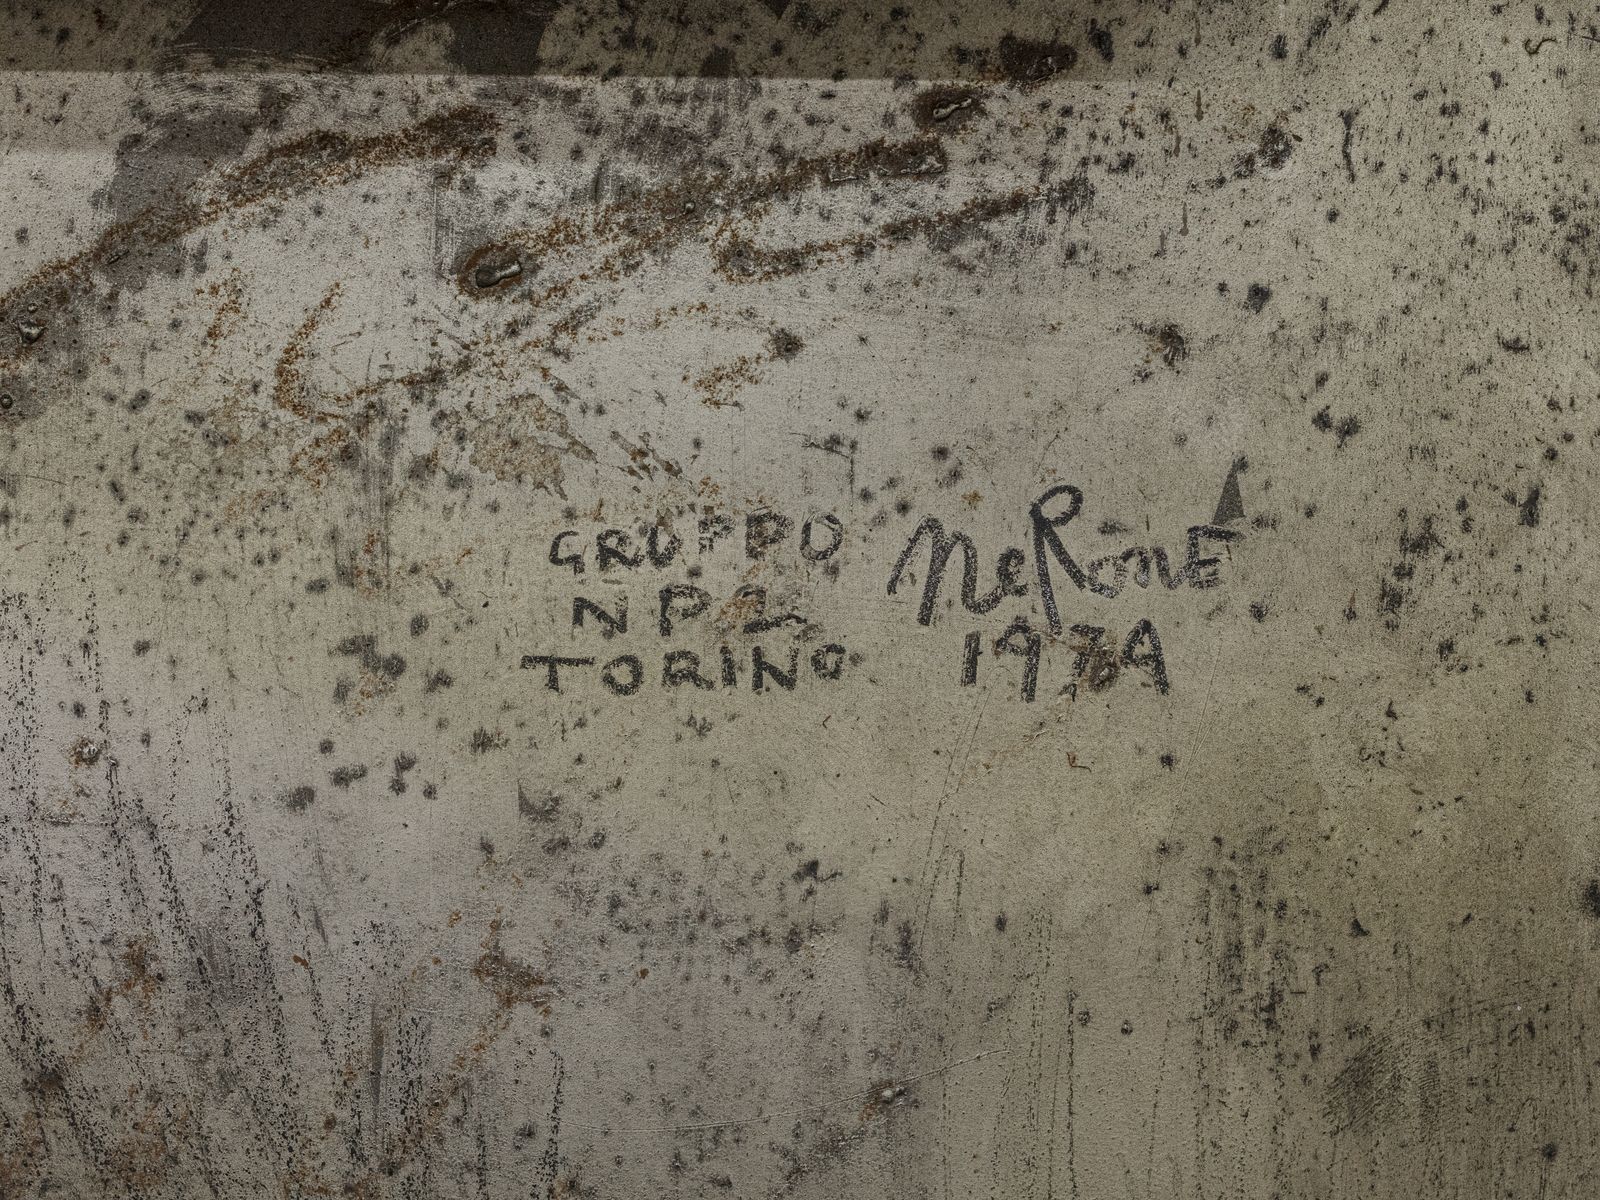 GRUPPO
NP2
TORINO
NeRonE
1974